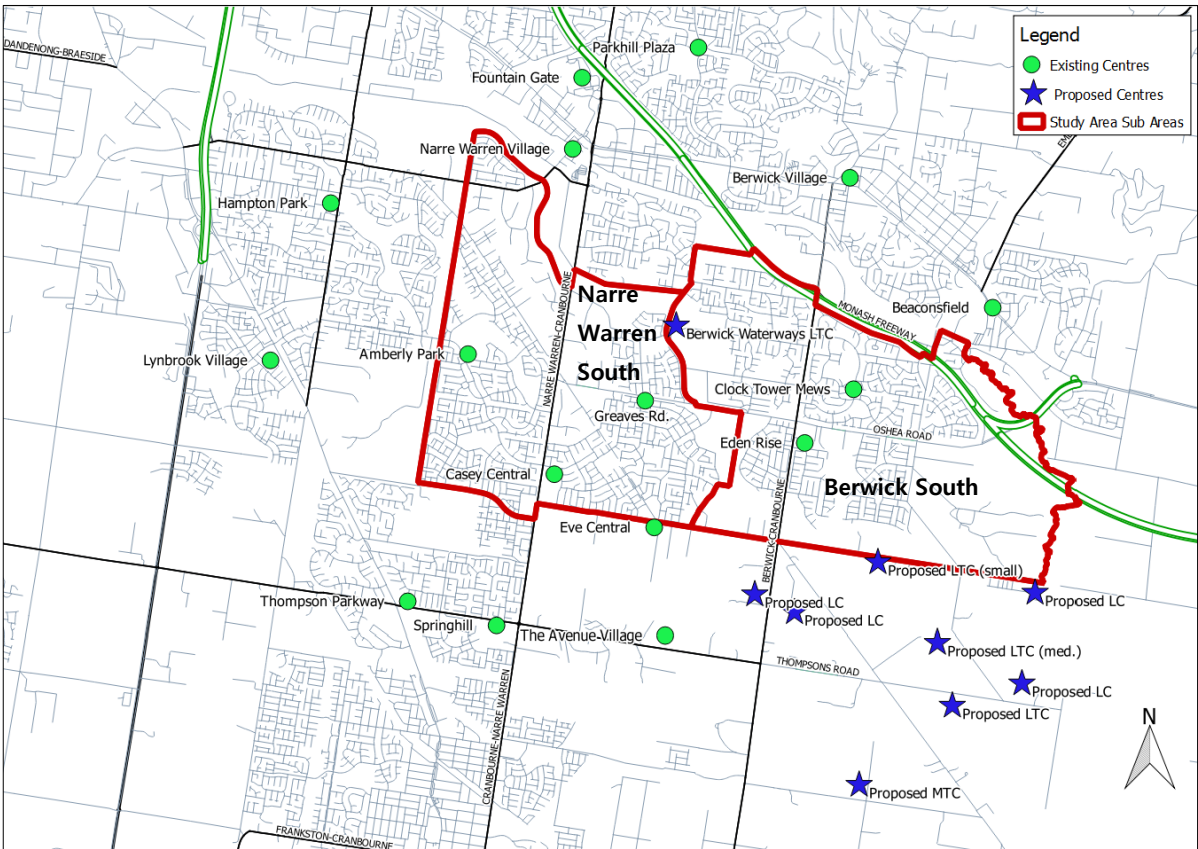 Legend
Existing Centres
Proposed Centres
Study Area Sub Areas
DANDENONG-BRAESIDE
Parkhill Plaza
Fountain Gate
Narre Warren Village
Berwick Village
Hampton Park
NARRE WARREN-CRANBOURNE
Narre
Warren
South
Berwick Waterways LTC
MONASH FREEWAY
Beaconsfield
Lynbrook Village
Amberly Park
Clock Tower Mews
Greaves Rd.
OSHEA ROAD
Eden Rise
Casey Central
Berwick South
BERWICK-CRANBOURNE
Eve Central
Proposed LTC (small)
Proposed LC
Proposed LC
Proposed LC
Thompson Parkway
Springhill
The Avenue Village
Proposed LTC (med.)
THOMPSONS ROAD
Proposed LC
Proposed LTC
CRANBOURNE-NARRE WARREN
N
Proposed MTC
FRANKSTON-CRANBOURNE